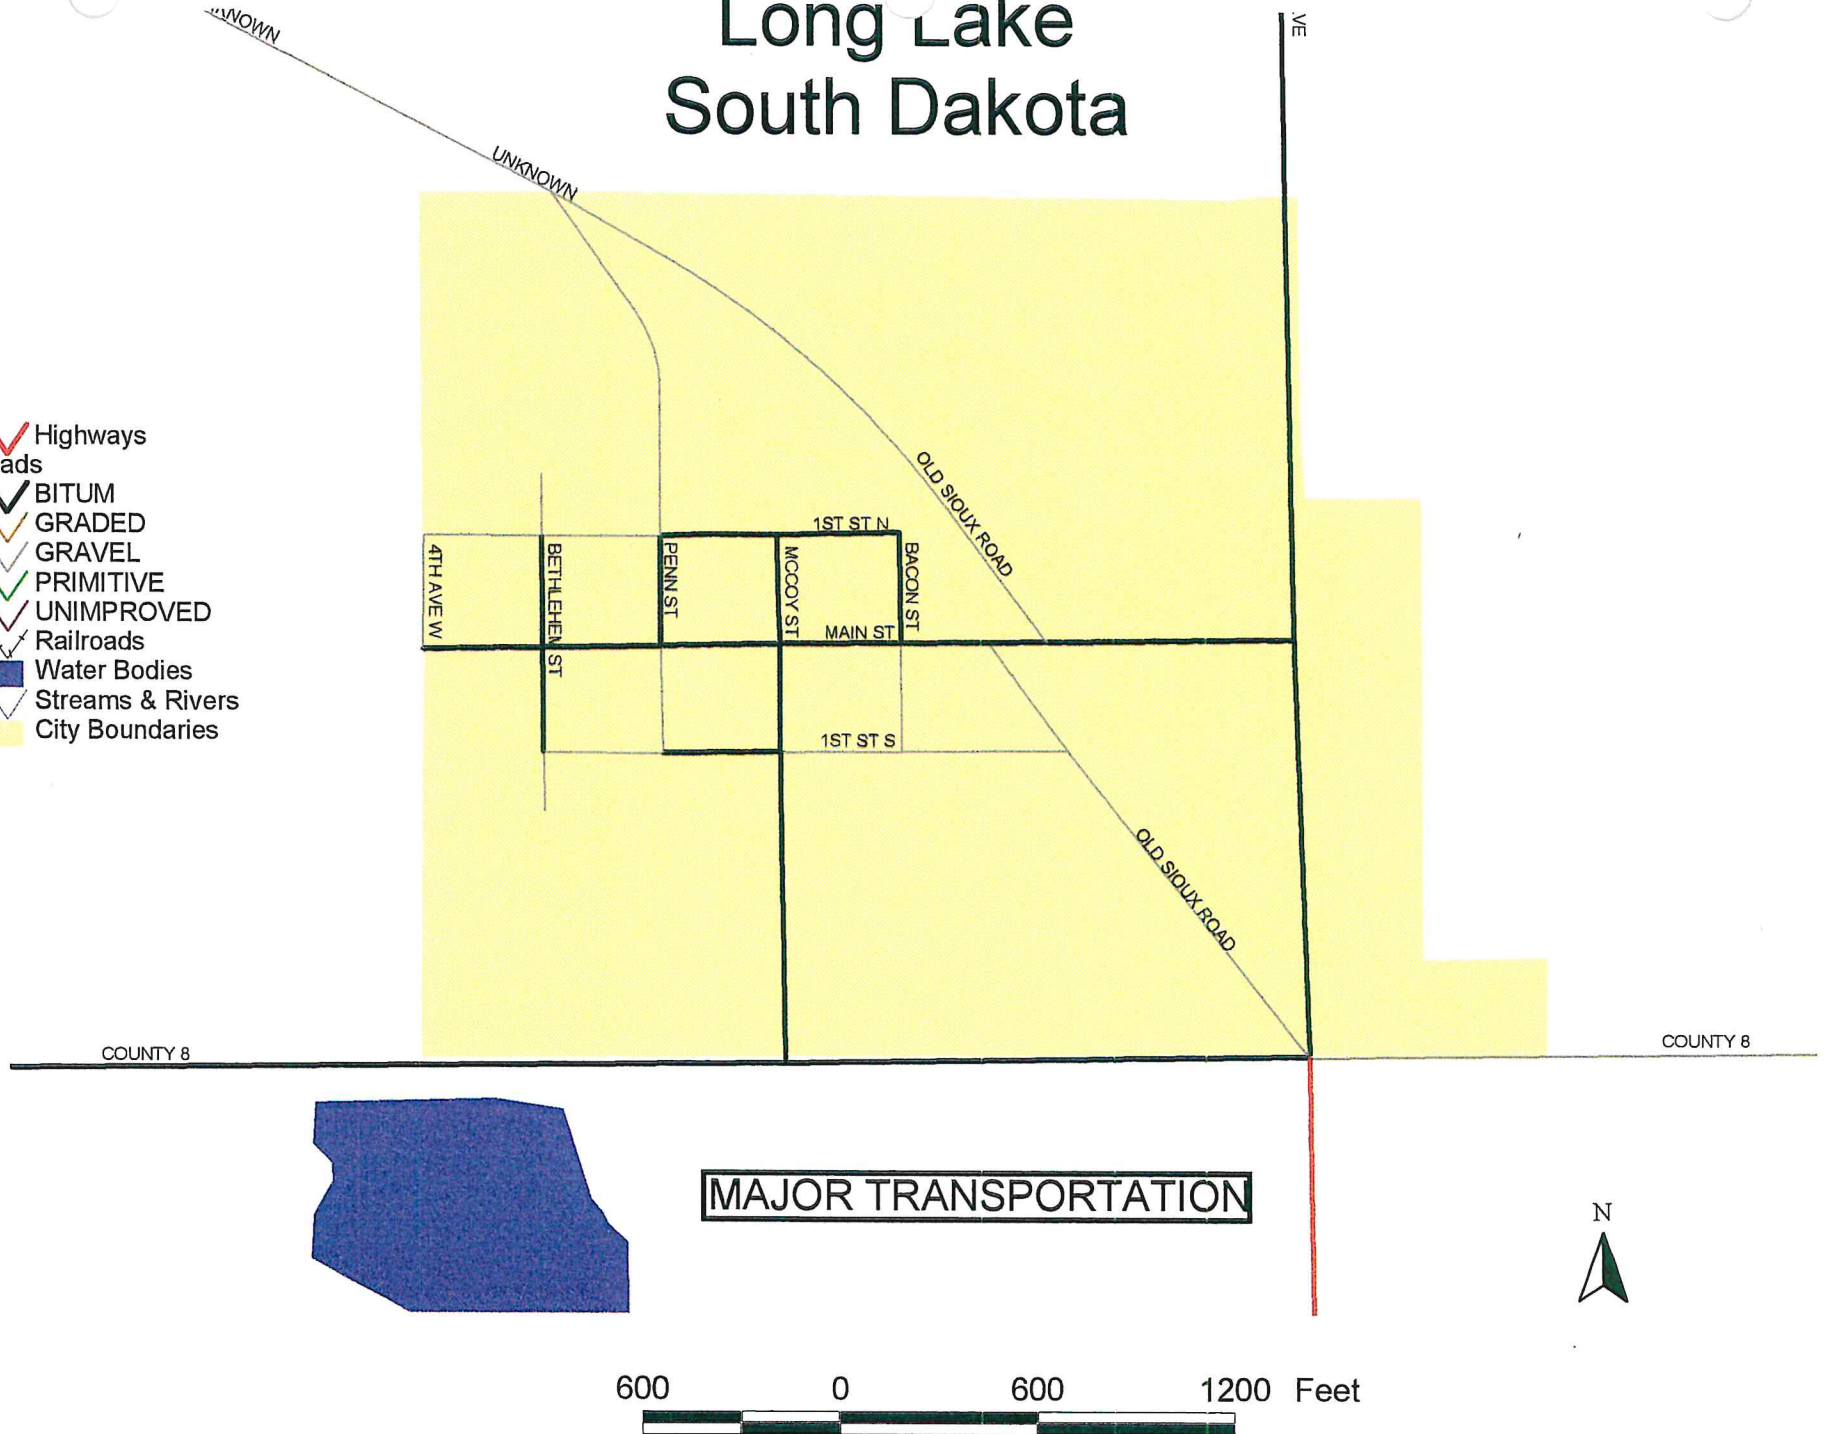 Long Lake
South Dakota
UNKNOWN
VE
Highways
ads
BITUM
GRADED
GRAVEL
PRIMITIVE
UNIMPROVED
Railroads
Water Bodies
Streams & Rivers
City Boundaries
OLD SIOUX ROAD
1ST ST N
4TH AVE W
BETHLEHEM ST
PENN ST
MCCOY ST
BACON ST
MAIN ST
1ST ST S
OLD SIOUX ROAD
COUNTY 8
COUNTY 8
MAJOR TRANSPORTATION
N
600 0 600 1200 Feet